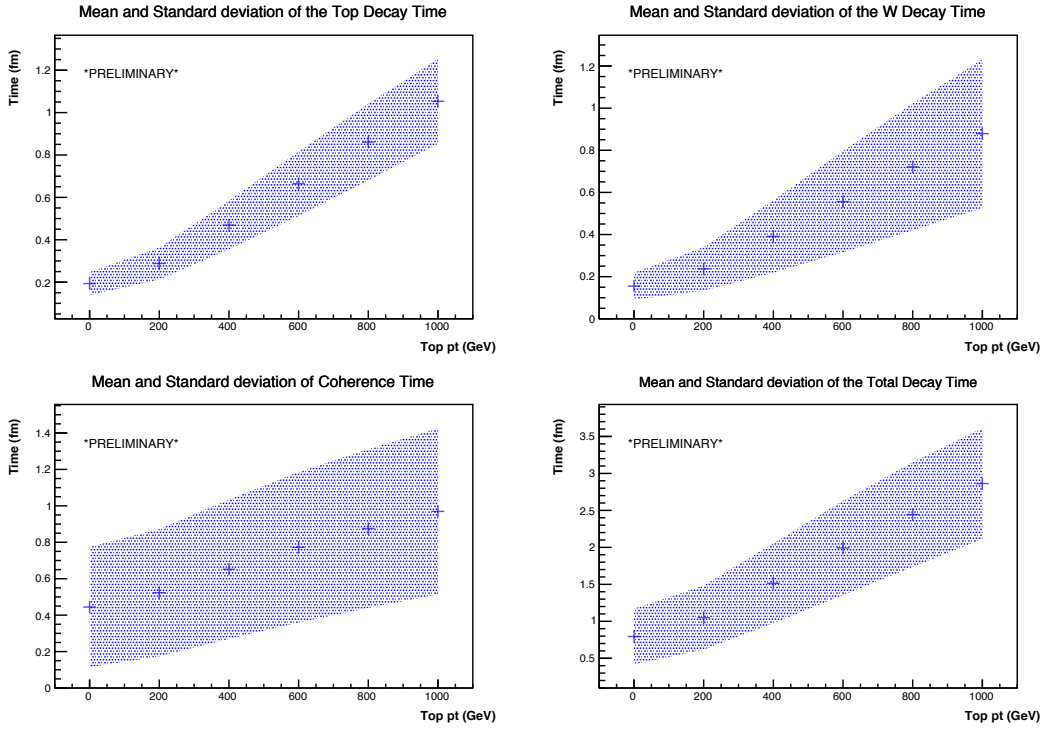 Mean and Standard deviation of the Top Decay Time
Time (fm)
*PRELIMINARY*
1.2
1
0.8
0.6
0.4
0.2
0 200 400 600 800 1000
Top pt (GeV)
Mean and Standard deviation of the W Decay Time
Time (fm)
*PRELIMINARY*
1.2
1
0.8
0.6
0.4
0.2
0
0 200 400 600 800 1000
Top pt (GeV)
Mean and Standard deviation of Coherence Time
Time (fm)
*PRELIMINARY*
1.4
1.2
1
0.8
0.6
0.4
0.2
0
0 200 400 600 800 1000
Top pt (GeV)
Mean and Standard deviation of the Total Decay Time
Time (fm)
*PRELIMINARY*
3.5
3
2.5
2
1.5
1
0.5
0 200 400 600 800 1000
Top pt (GeV)